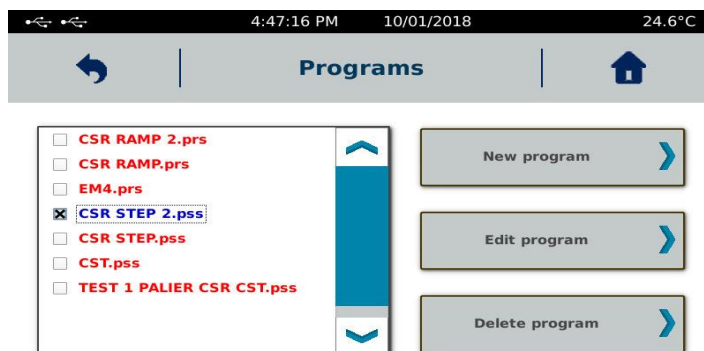 4:47:16 PM 10/01/2018 24.6°C
Programs
CSR RAMP 2.prs
CSR RAMP.prs
EM4.prs
CSR STEP 2.pss
CSR STEP.pss
CST.pss
TEST 1 PALIER CSR CST.pss
New program
Edit program
Delete program